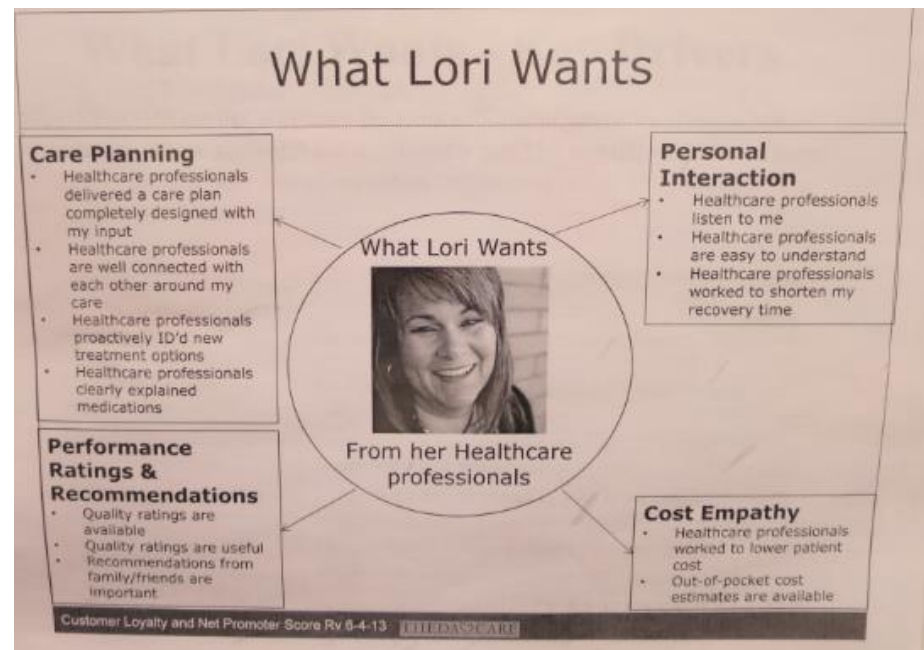 What Lori Wants
Care Planning
• Healthcare professionals
delivered a care plan
completely designed with
my input
• Healthcare professionals
are well connected with
each other around my
care
• Healthcare professionals
proactively ID'd new
treatment options
• Healthcare professionals
clearly explained
medications
Personal
Interaction
• Healthcare professionals
listen to me
• Healthcare professionals
are easy to understand
• Healthcare professionals
worked to shorten my
recovery time
What Lori Wants
From her Healthcare
professionals
Performance
Ratings &
Recommendations
• Quality ratings are
available
• Quality ratings are useful
• Recommendations from
family/friends are
important
Cost Empathy
• Healthcare professionals
worked to lower patient
cost
• Out-of-pocket cost
estimates are available
Customer Loyalty and Net Promoter Score Rv 6-4-13 THEDACARE